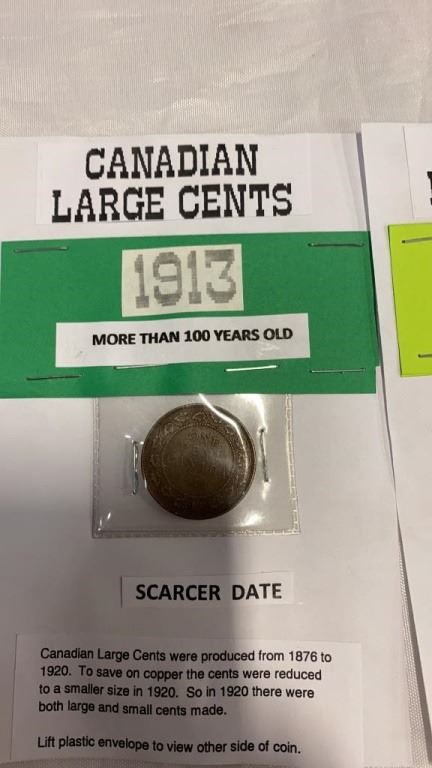 CANADIAN
LARGE CENTS
1913
MORE THAN 100 YEARS OLD
SCARCER DATE
Canadian Large Cents were produced from 1876 to
1920. To save on copper the cents were reduced
to a smaller size in 1920. So in 1920 there were
both large and small cents made.
Lift plastic envelope to view other side of coin.